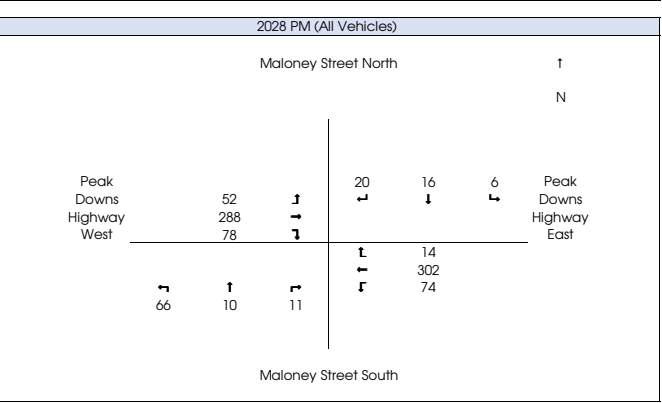 2028 PM (All Vehicles)
Maloney Street North ↑
N
Peak 20 16 6 Peak
Downs 52 Downs
Highway 288 → Highway
West 78 East
14
← 302
74
66 10 11
Maloney Street South